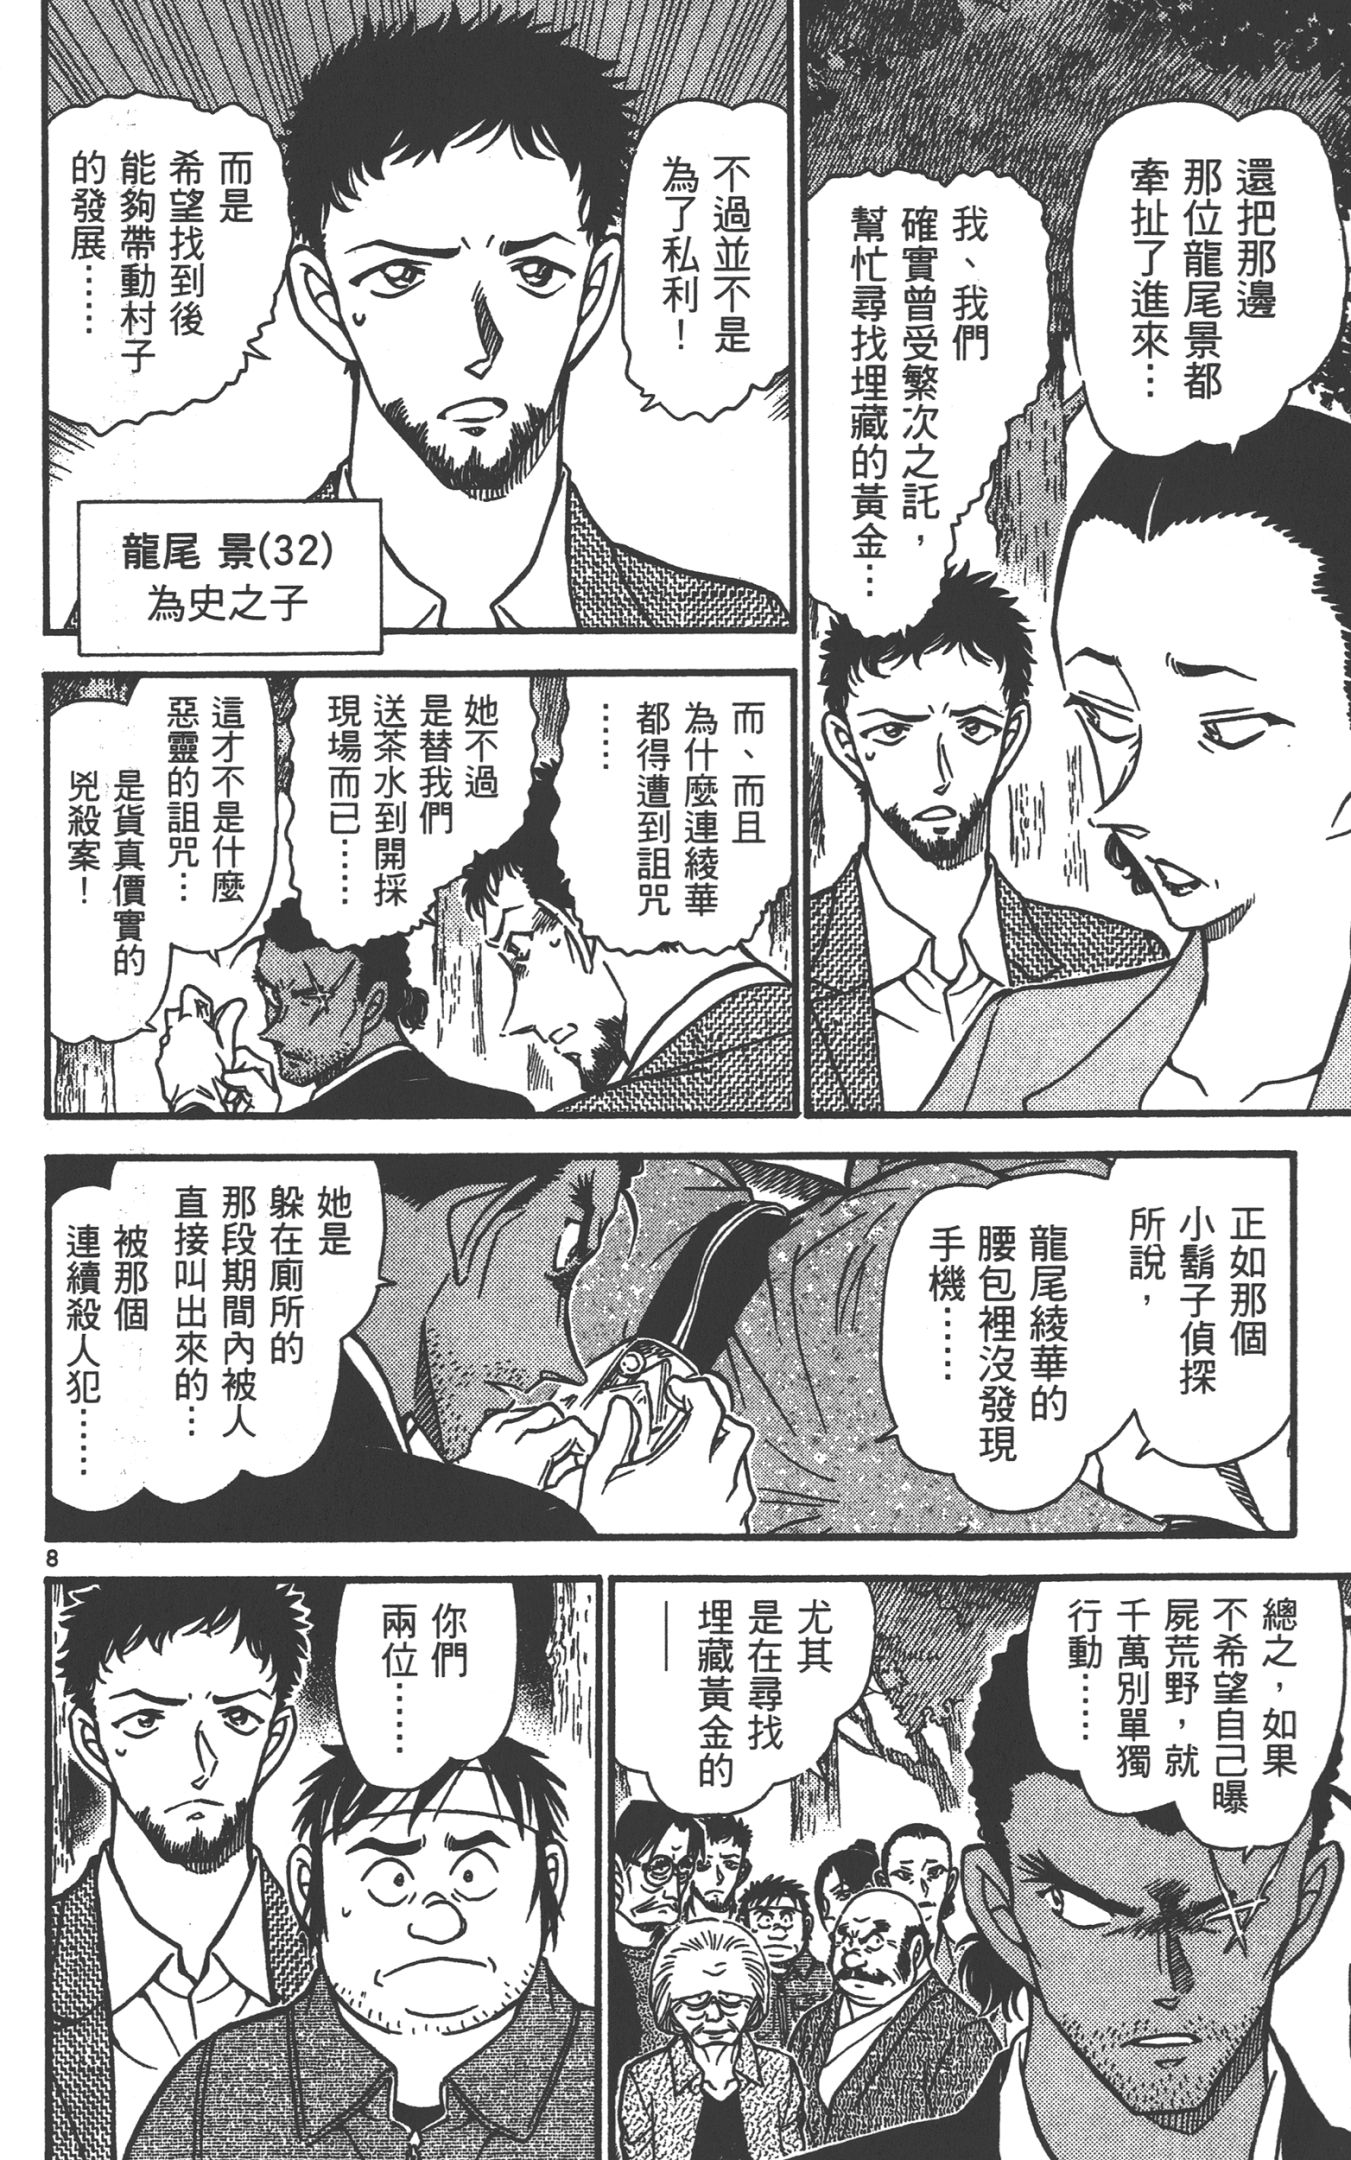 還把那邊
那位龍尾景都
牽扯了進來…
我、我們
確實曾受繁次之託，
幫忙尋找埋藏的黃金…
不過並不是
為了私利！
而是
希望找到後
能夠帶動村子
的發展……
龍尾 景(32)
為史之子
而、而且
為什麼連綾華
都得遭到詛咒
……
她不過
是替我們
送茶水到開採
現場而已……
這才不是什麼
惡靈的詛咒…
是貨真價實的
兇殺案！
正如那個
小鬍子偵探
所說，
龍尾綾華的
腰包裡沒發現
手機……
她是
躲在廁所的
那段期間內被人
直接叫出來的…
被那個
連續殺人犯……
8
總之，如果
不希望自己曝
屍荒野，就
千萬別單獨
行動……
尤其
是在尋找
埋藏黃金的
——
你們
兩位……